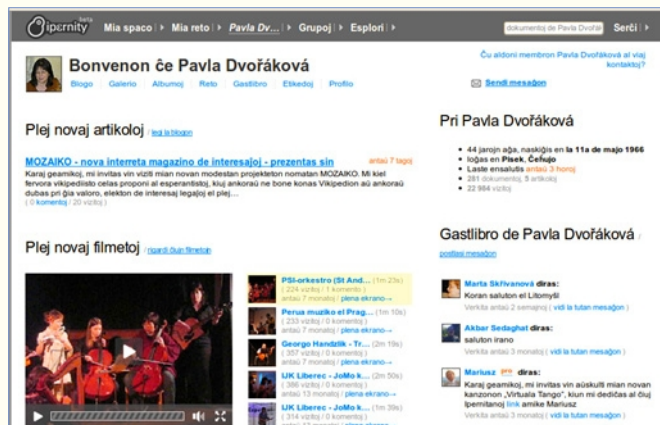 ipernity beta
Mia spaco | Mia reto | Pavla Dv... | Grupoj | Esplori |
dokumentoj de Pavla Dvořák
Serĉi |
Bonvenon ĉe Pavla Dvořáková
Blogo Galerio Albumoj Reto Gastlibro Etikedoj Profilo
Ĉu aldoni membron Pavla Dvořáková al viaj
kontaktoj?
Sendi mesaĝon
Plej novaj artikoloj / legi la blogon
MOZAIKO - nova interreta magazino de interesaĵoj - prezentas sin
antaŭ 7 tagoj
Karaj geamikoj, mi invitas vin viziti mian novan modestan projekteton nomatan MOZAIKO. Mi kiel
fervora vikipediisto celas proponi al esperantistoj, kiuj ankoraŭ ne bone konas Vikipedion aŭ ankoraŭ
dubas pri ĝia valoro, elekton de interesaj legaĵoj el plej...
( 0 komentoj / 20 vizitoj )
Plej novaj filmetoj / rigardi ĉiujn filmetojn
PSI-orkestro (St And... (1m 23s)
( 224 vizitoj / 1 komento )
antaŭ 7 monatoj / plena ekrano→
Perua muziko el Prag... (1m 10s)
( 233 vizitoj / 0 komentoj )
antaŭ 7 monatoj / plena ekrano→
Georgo Handzlik - Tr... (2m 19s)
( 357 vizitoj / 0 komentoj )
antaŭ 7 monatoj / plena ekrano→
IJK Liberec - JoMo k... (2m 50s)
( 386 vizitoj / 0 komentoj )
antaŭ 13 monatoj / plena ekrano→
IJK Liberec - JoMo k... (1m 39s)
( 314 vizitoj / 0 komentoj )
Pri Pavla Dvořáková
44 jarojn aĝa, naskiĝis en la 11a de majo 1966
loĝas en Písek, Ĉeĥujo
Laste ensalutis antaŭ 3 horoj
281 dokumentoj, 5 artikoloj
22 984 vizitoj
Gastlibro de Pavla Dvořáková /
postlasi mesaĝon
Marta Skřivanová diras:
Koran saluton el Litomyšl
Verkita antaŭ 2 semajnoj ( vidi la tutan mesaĝon )
Akbar Sedaghat diras:
saluton irano
Verkita antaŭ 3 monatoj ( vidi la tutan mesaĝon )
Mariusz pro diras:
Karaj geamikoj, mi invitas vin aŭskulti mian novan
kanzonon „Virtuala Tango", kiun mi dediĉas al ĉiuj
Ipernitanoj link amike Mariusz
Verkita antaŭ 3 monatoj ( vidi la tutan mesaĝon )